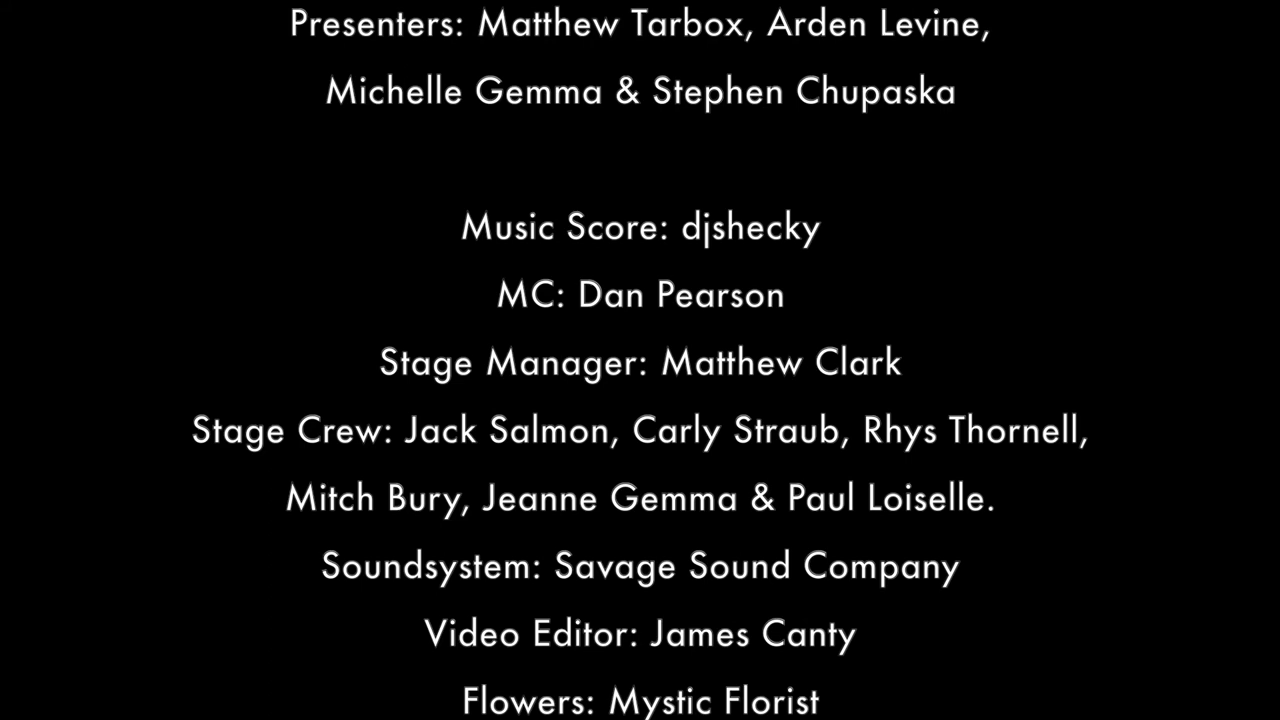 Presenters: Matthew Tarbox, Arden Levine,
Michelle Gemma & Stephen Chupaska
Music Score: djshecky
MC: Dan Pearson
Stage Manager: Matthew Clark
Stage Crew: Jack Salmon, Carly Straub, Rhys Thornell,
Mitch Bury, Jeanne Gemma & Paul Loiselle.
Soundsystem: Savage Sound Company
Video Editor: James Canty
Flowers: Mystic Florist